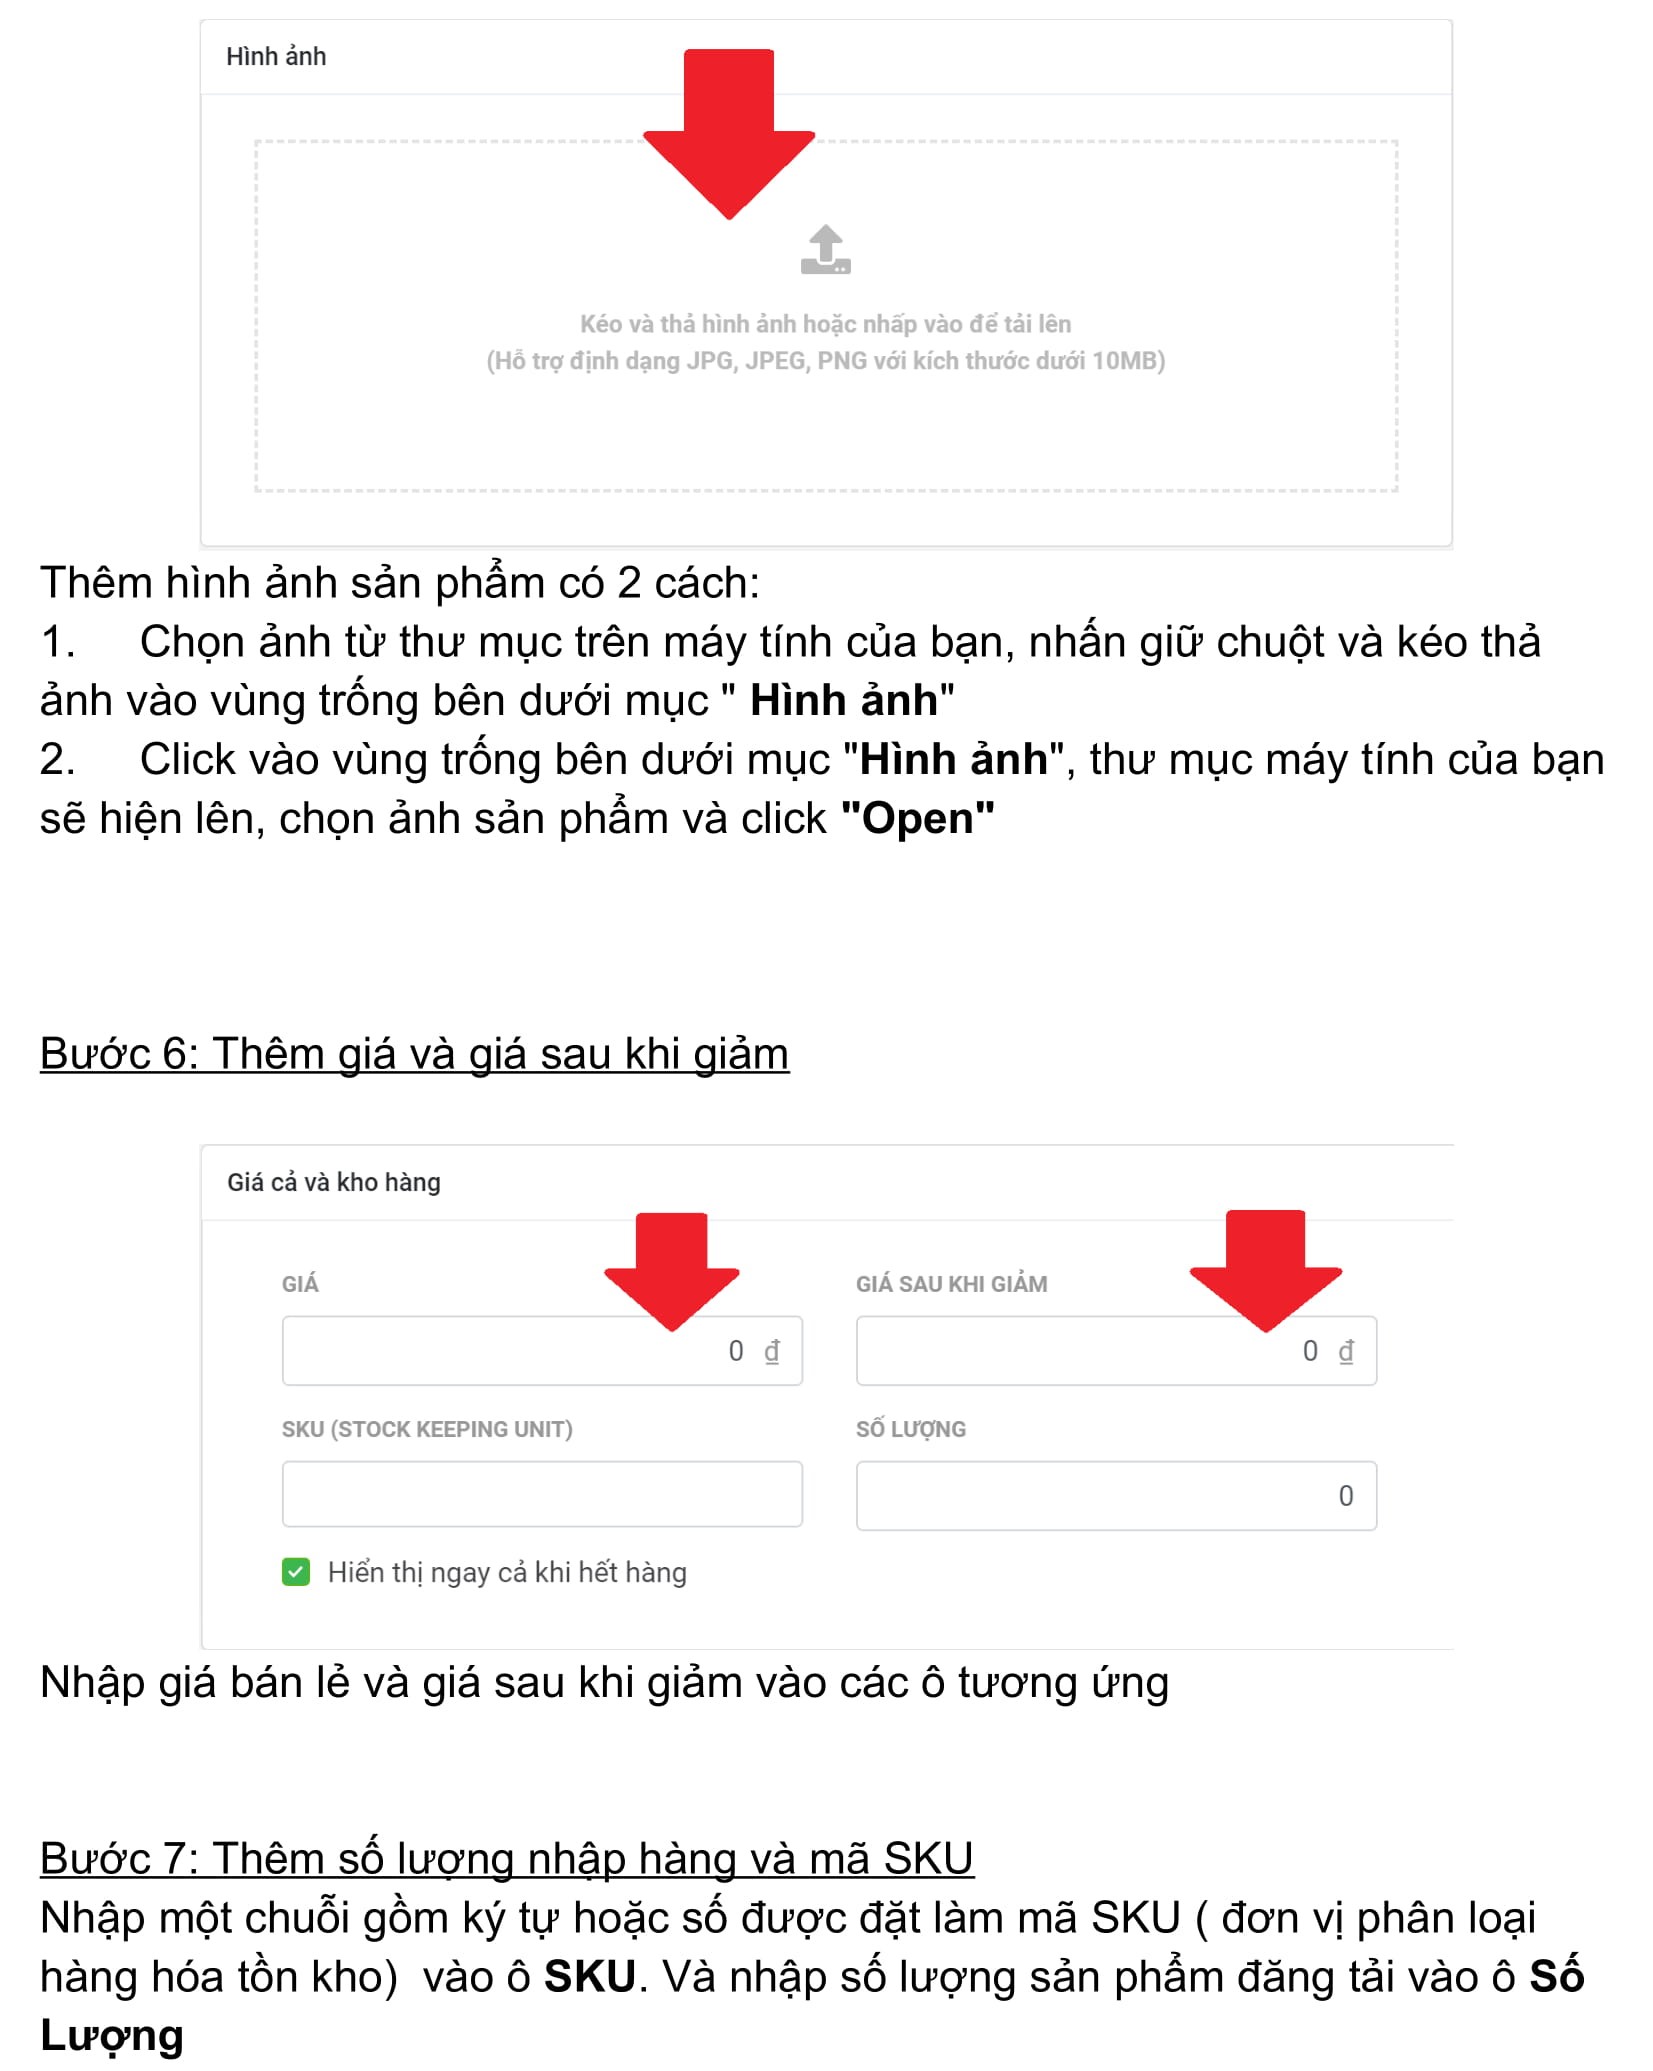 Hình ảnh
Kéo và thả hình ảnh hoặc nhấp vào để tải lên
(Hỗ trợ định dạng JPG, JPEG, PNG với kích thước dưới 10MB)
Thêm hình ảnh sản phẩm có 2 cách:
1. Chọn ảnh từ thư mục trên máy tính của bạn, nhấn giữ chuột và kéo thả
ảnh vào vùng trống bên dưới mục " Hình ảnh"
2. Click vào vùng trống bên dưới mục "Hình ảnh", thư mục máy tính của bạn
sẽ hiện lên, chọn ảnh sản phẩm và click "Open"
Bước 6: Thêm giá và giá sau khi giảm
Giá cả và kho hàng
GIÁ GIÁ SAU KHI GIẢM
0 ₫ 0 ₫
SKU (STOCK KEEPING UNIT) SỐ LƯỢNG
0
Hiển thị ngay cả khi hết hàng
Nhập giá bán lẻ và giá sau khi giảm vào các ô tương ứng
Bước 7: Thêm số lượng nhập hàng và mã SKU
Nhập một chuỗi gồm ký tự hoặc số được đặt làm mã SKU ( đơn vị phân loại
hàng hóa tồn kho) vào ô SKU. Và nhập số lượng sản phẩm đăng tải vào ô Số
Lượng